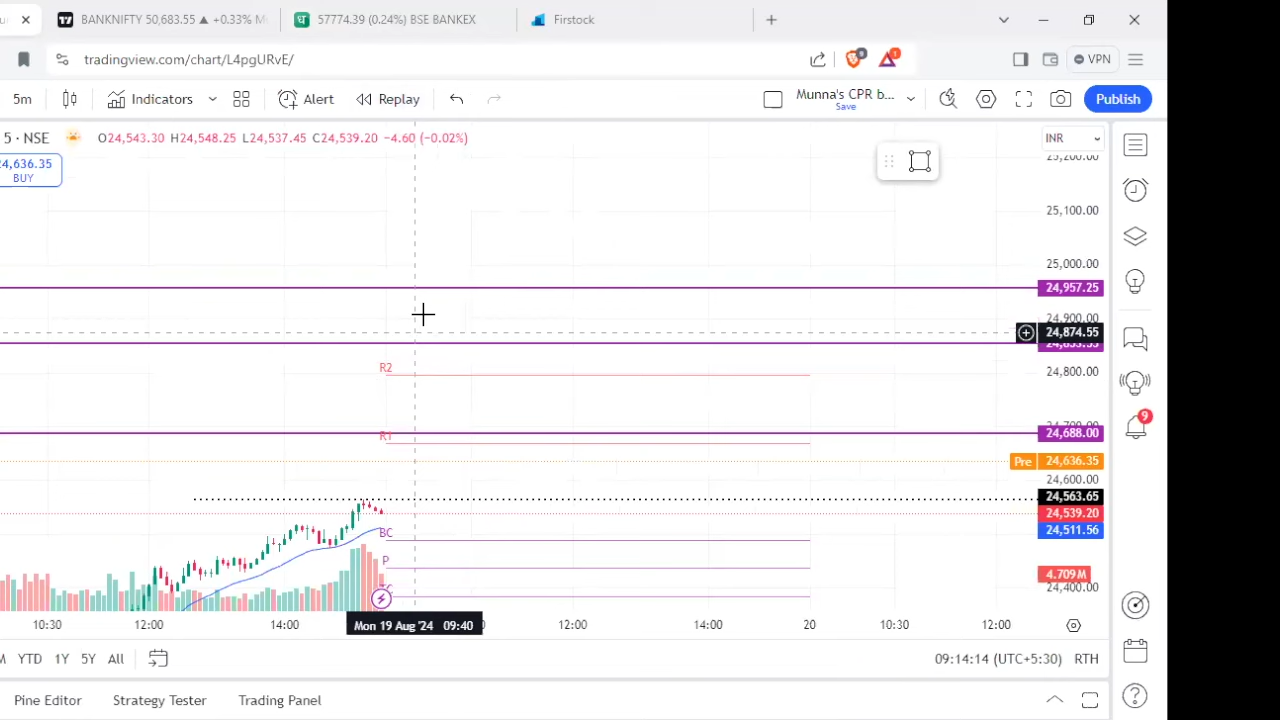 BANKNIFTY 50,683.55 ▲ +0.33%
57774.39 (0.24%) BSE BANKEX
Firstock
tradingview.com/chart/L4pgURvE/
VPN
5m
Indicators
Alert
Replay
Munna's CPR b...
Save
Publish
5 · NSE
O24,543.30 H24,548.25 L24,537.45 C24,539.20 −4.60 (−0.02%)
INR
24,636.35
BUY
25,200.00
25,100.00
25,000.00
24,957.25
24,900.00
24,874.55
R2
24,800.00
R1
24,688.00
Pre 24,636.35
24,600.00
24,563.65
24,539.20
24,511.56
BC
P
4.709M
24,400.00
10:30
12:00
14:00
Mon 19 Aug '24 09:40
12:00
14:00
20
10:30
12:00
9
YTD
1Y
5Y
All
09:14:14 (UTC+5:30)
RTH
Pine Editor
Strategy Tester
Trading Panel